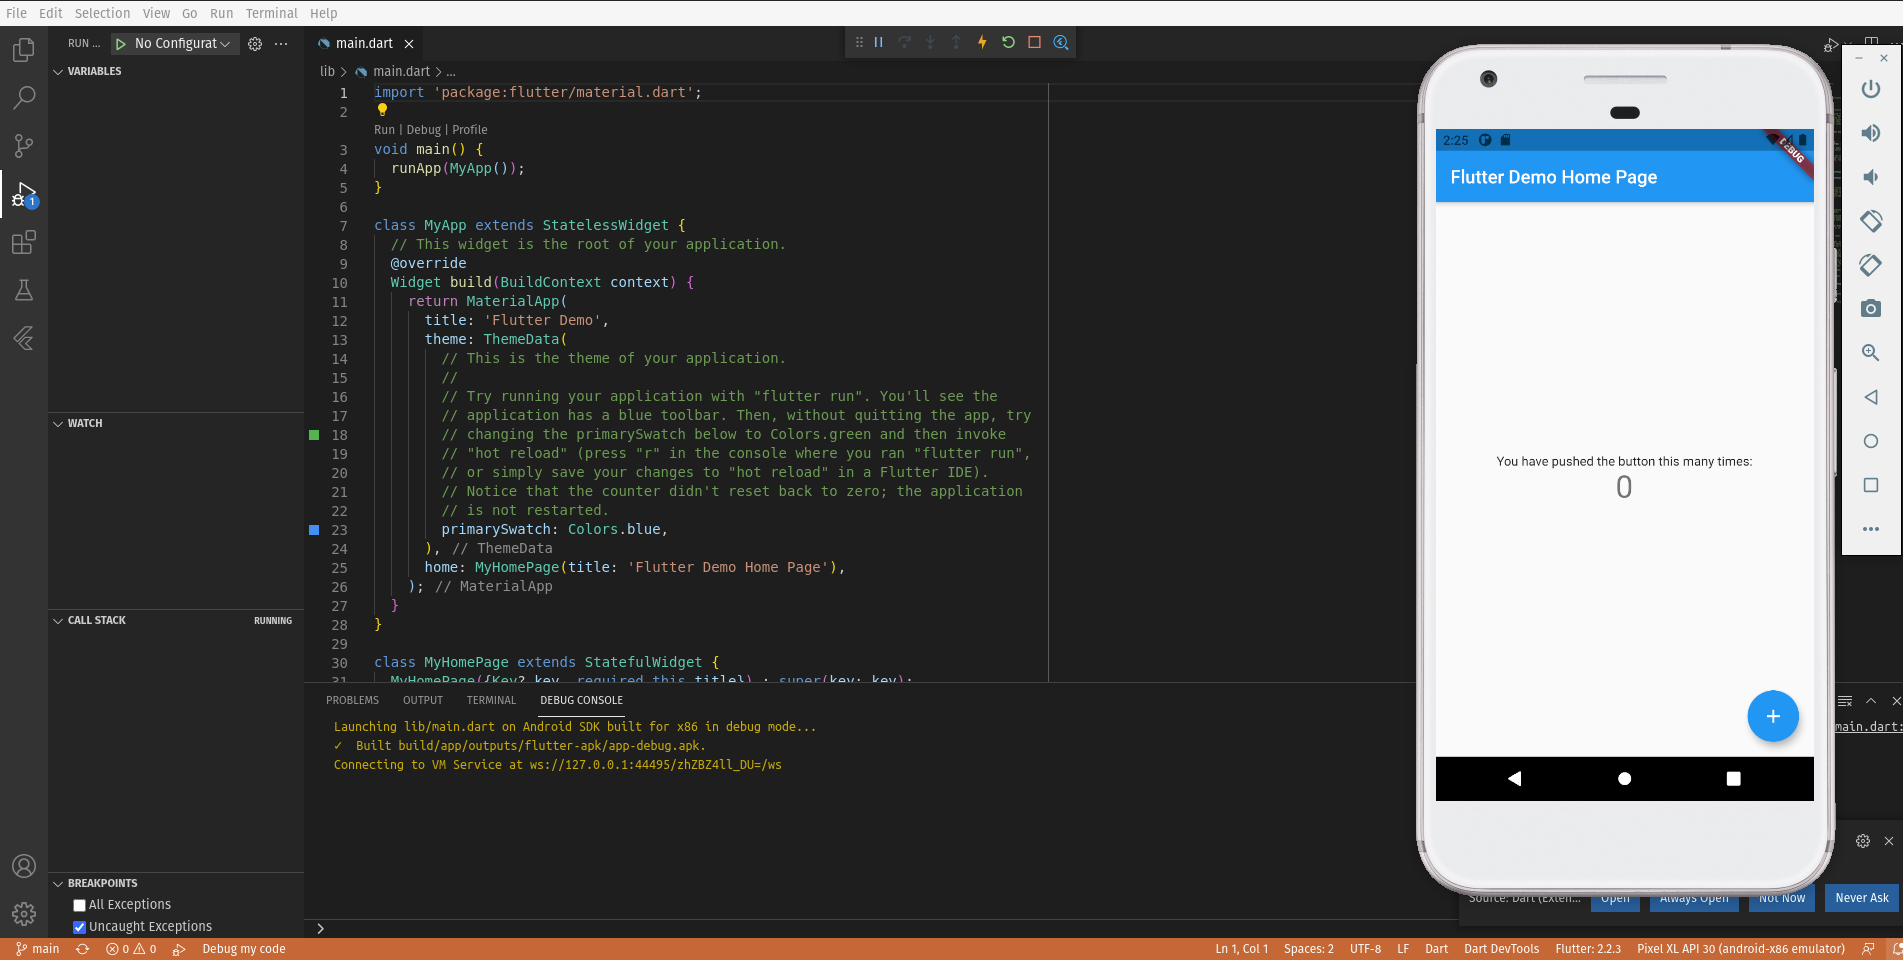 File Edit Selection View Go Run Terminal Help
RUN ... No Configurat
main.dart
VARIABLES
WATCH
CALL STACK RUNNING
BREAKPOINTS
All Exceptions
Uncaught Exceptions
lib > main.dart > ...
1 import 'package:flutter/material.dart';
2
Run | Debug | Profile
3 void main() {
4 runApp(MyApp());
5 }
6
7 class MyApp extends StatelessWidget {
8 // This widget is the root of your application.
9 @override
10 Widget build(BuildContext context) {
11 return MaterialApp(
12 title: 'Flutter Demo',
13 theme: ThemeData(
14 // This is the theme of your application.
15 //
16 // Try running your application with "flutter run". You'll see the
17 // application has a blue toolbar. Then, without quitting the app, try
18 // changing the primarySwatch below to Colors.green and then invoke
19 // "hot reload" (press "r" in the console where you ran "flutter run",
20 // or simply save your changes to "hot reload" in a Flutter IDE).
21 // Notice that the counter didn't reset back to zero; the application
22 // is not restarted.
23 primarySwatch: Colors.blue,
24 ), // ThemeData
25 home: MyHomePage(title: 'Flutter Demo Home Page'),
26 ); // MaterialApp
27 }
28 }
29
30 class MyHomePage extends StatefulWidget {
31 MyHomePage({Key? key, required this.title}) : super(key: key);
PROBLEMS OUTPUT TERMINAL DEBUG CONSOLE
Launching lib/main.dart on Android SDK built for x86 in debug mode...
✓ Built build/app/outputs/flutter-apk/app-debug.apk.
Connecting to VM Service at ws://127.0.0.1:44495/zhZBZ4ll_DU=/ws
main.dart:
2:25
DEBUG
Flutter Demo Home Page
You have pushed the button this many times:
0
+
Source: Dart (Exten... Open Always Open Not Now Never Ask
1
main 0 0 Debug my code Ln 1, Col 1 Spaces: 2 UTF-8 LF Dart Dart DevTools Flutter: 2.2.3 Pixel XL API 30 (android-x86 emulator)